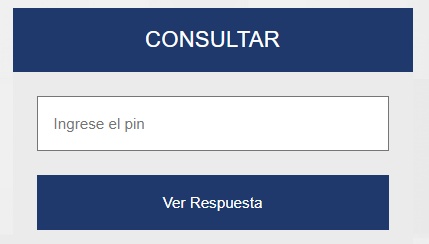 CONSULTAR
Ingrese el pin
Ver Respuesta